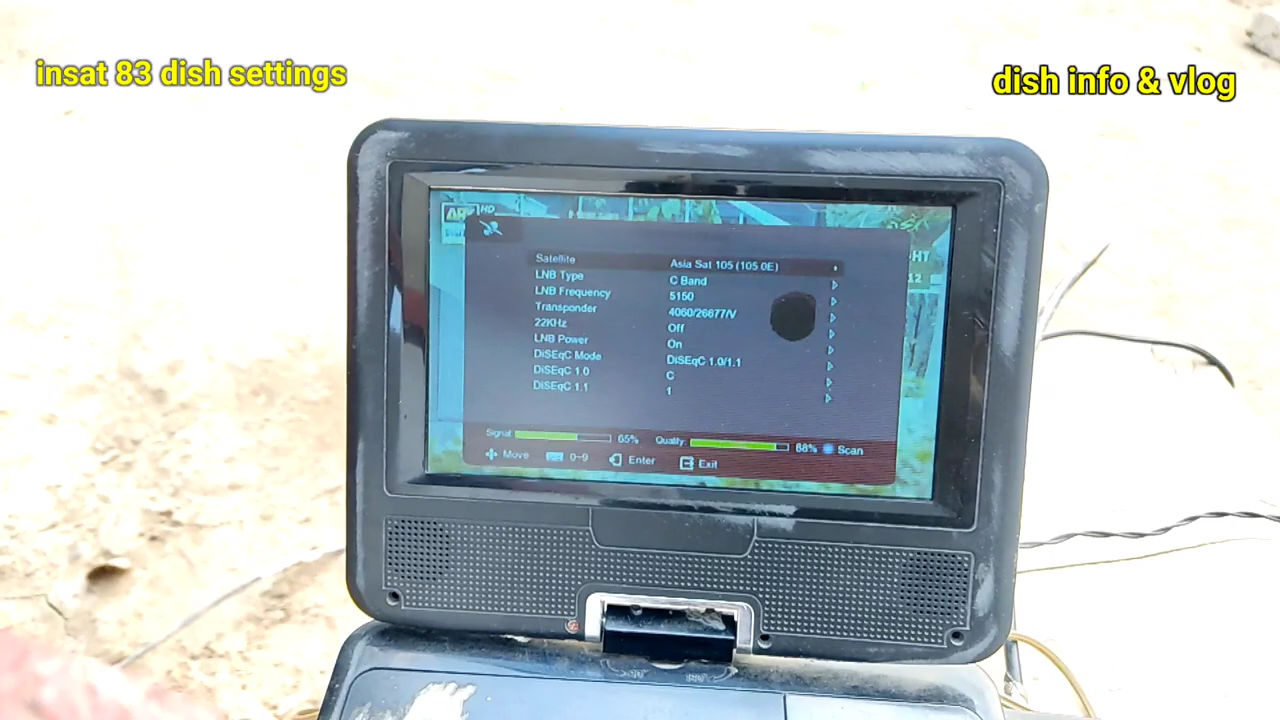 insat 83 dish settings
dish info & vlog
HD
Satellite Asia Sat 105 (105 0E)
LNB Type C Band
LNB Frequency 5150
Transponder 4060/26677/V
22KHz Off
LNB Power On
DiSEqC Mode DiSEqC 1.0/1.1
DiSEqC 1.0 C
DiSEqC 1.1 1
Signal: 65% Quality: 88% Scan
Move 0~9 Enter Exit
12